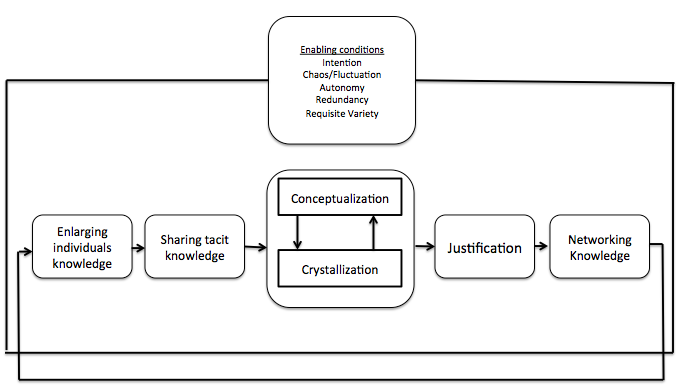 Enabling conditions
Intention
Chaos/Fluctuation
Autonomy
Redundancy
Requisite Variety
Enlarging
individuals
knowledge
Sharing tacit
knowledge
Conceptualization
Crystallization
Justification
Networking
Knowledge